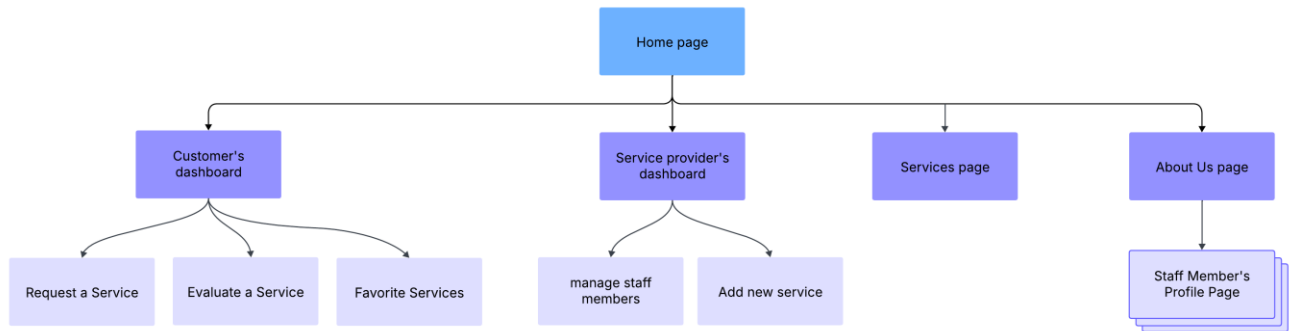 Home page
Customer's
dashboard
Service provider's
dashboard
Services page
About Us page
Request a Service
Evaluate a Service
Favorite Services
manage staff
members
Add new service
Staff Member's
Profile Page